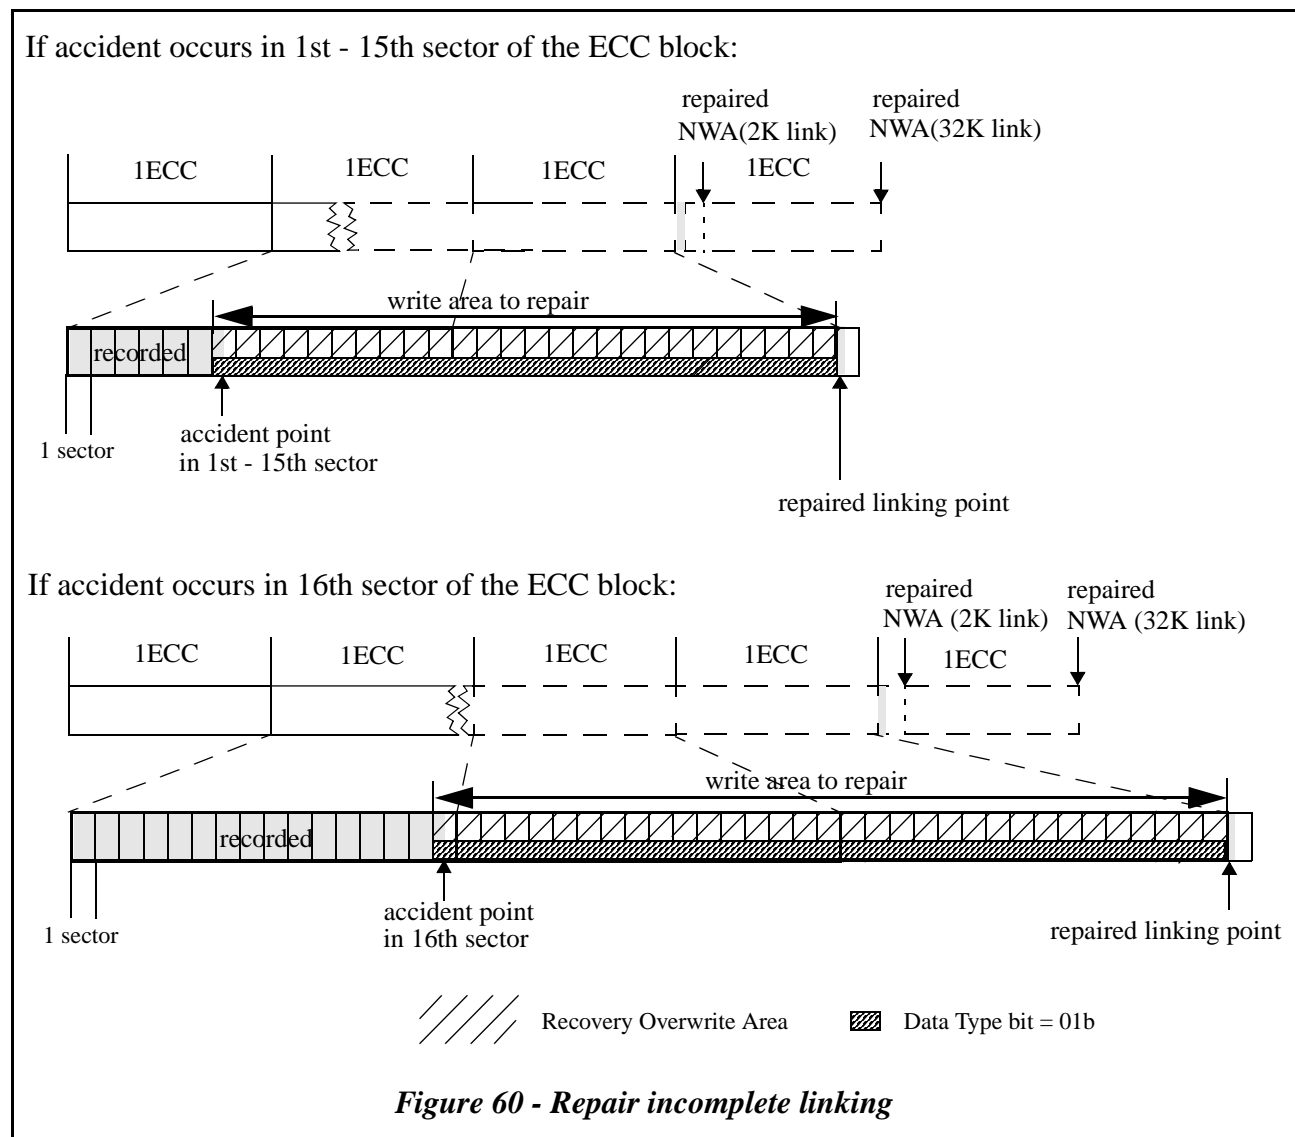 If accident occurs in 1st - 15th sector of the ECC block:
repaired
NWA(2K link)
repaired
NWA(32K link)
1ECC
1ECC
1ECC
1ECC
write area to repair
recorded
1 sector
accident point
in 1st - 15th sector
repaired linking point
If accident occurs in 16th sector of the ECC block:
repaired
NWA (2K link)
repaired
NWA (32K link)
1ECC
1ECC
1ECC
1ECC
1ECC
write area to repair
recorded
1 sector
accident point
in 16th sector
repaired linking point
Recovery Overwrite Area
Data Type bit = 01b
Figure 60 - Repair incomplete linking